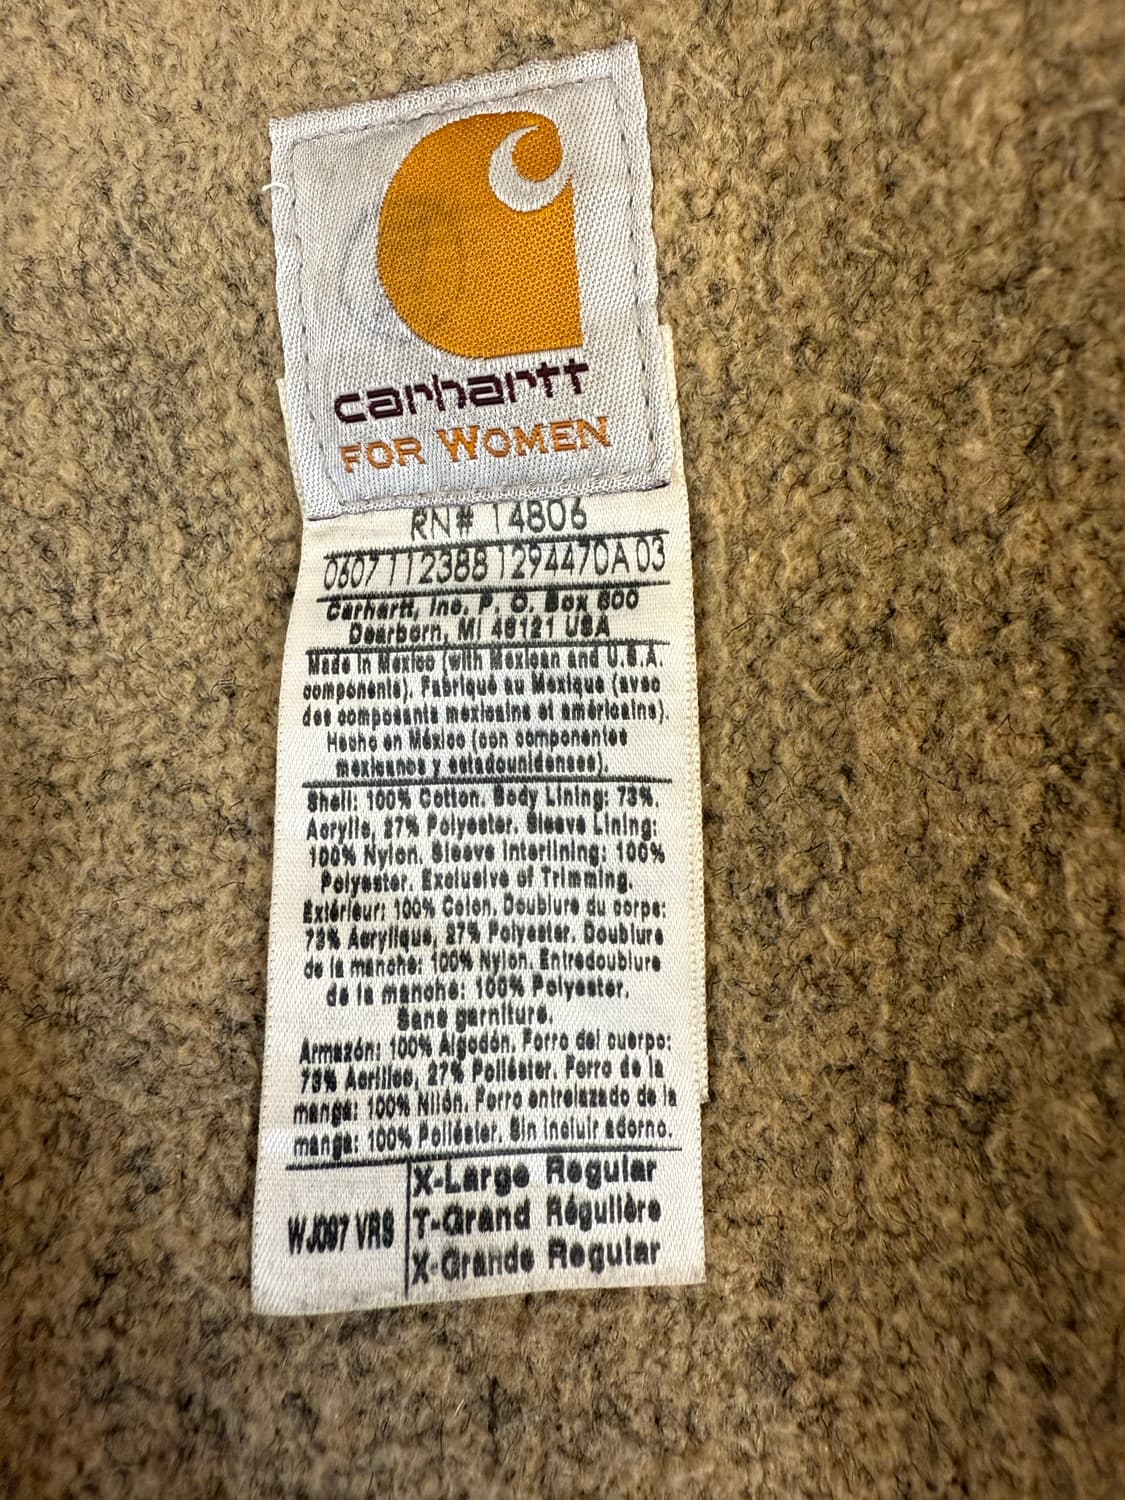 carhartt
FOR WOMEN
RN# 14806
0607 112388 1294470A 03
Carhartt, Inc. P. O. Box 600
Dearborn, MI 48121 USA
Made in Mexico (with Mexican and U.S.A.
components). Fabriqué au Mexique (avec
des composants mexicains et américains).
Hecho en México (con componentes
mexicanos y estadounidenses).
Shell: 100% Cotton. Body Lining: 73%.
Acrylic, 27% Polyester. Sleeve Lining:
100% Nylon. Sleeve Interlining: 100%
Polyester. Exclusive of Trimming.
Extérieur: 100% Coton. Doublure du corps:
73% Acrylique, 27% Polyester. Doublure
de la manche: 100% Nylon. Entredoublure
de la manche: 100% Polyester.
Sans garniture.
Armazón: 100% Algodón. Forro del cuerpo:
73% Acrílico, 27% Poliéster. Forro de la
manga: 100% Nilón. Forro entrelazado de la
manga: 100% Poliéster. Sin incluir adorno.
WJ097 VRS
X-Large Regular
T-Grand Régulière
X-Grande Regular